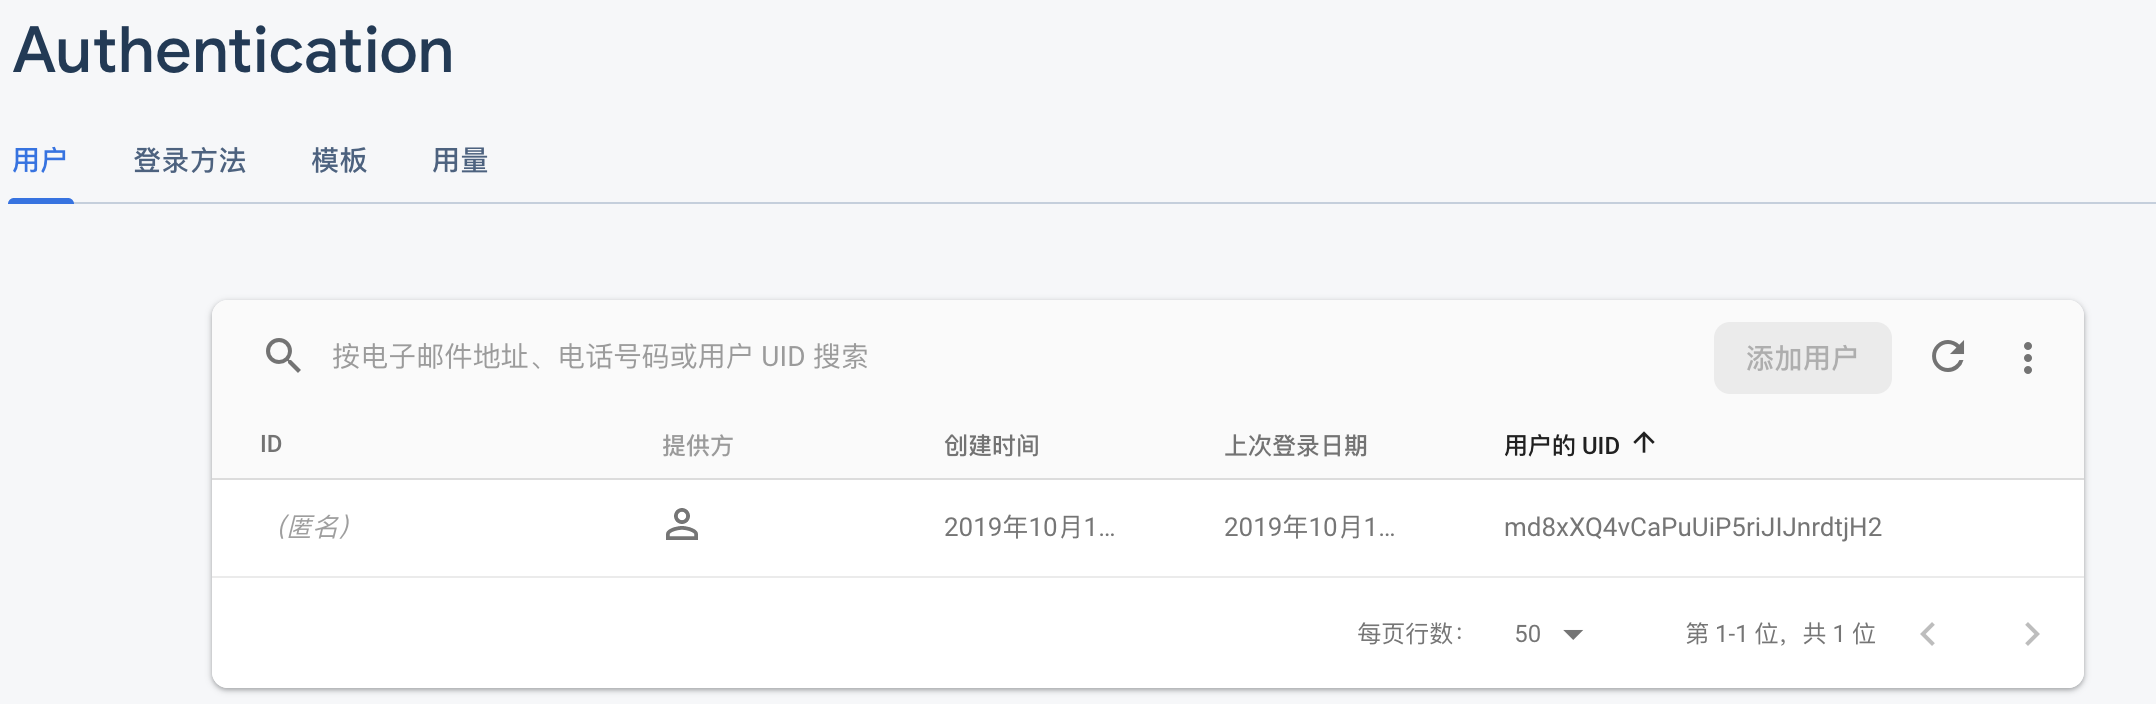 Authentication
用户 登录方法 模板 用量
按电子邮件地址、电话号码或用户 UID 搜索 添加用户
ID 提供方 创建时间 上次登录日期 用户的 UID
（匿名） 2019年10月1... 2019年10月1... md8xXQ4vCaPuUiP5riJIJnrdtjH2
每页行数： 50 第 1-1 位，共 1 位